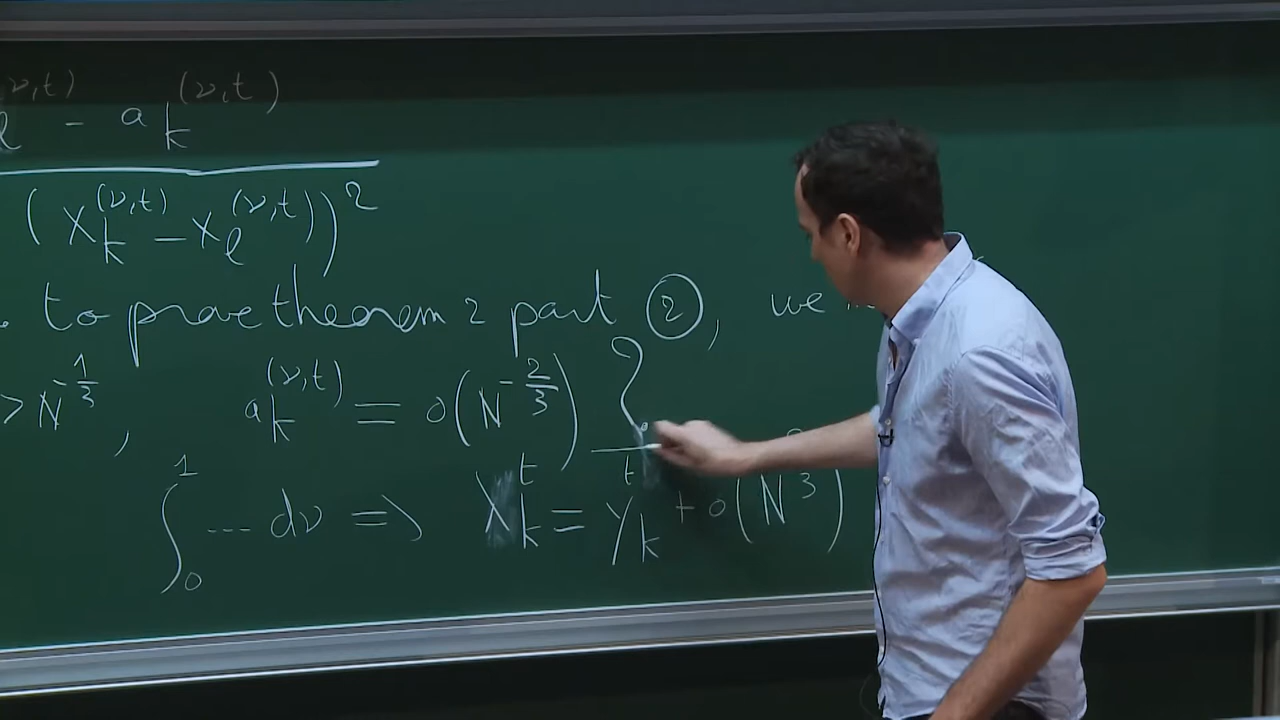 (ν,t)
ℓ - a_k^(ν,t)
(x_k^(ν,t) - x_ℓ^(ν,t))^2
to prove theorem 2 part ②, we
> N^{-1/3}, a_k^(ν,t) = o(N^{-2/3})
∫_0^1 ... dν => X_k^t = Y_k^t + o(N^3)